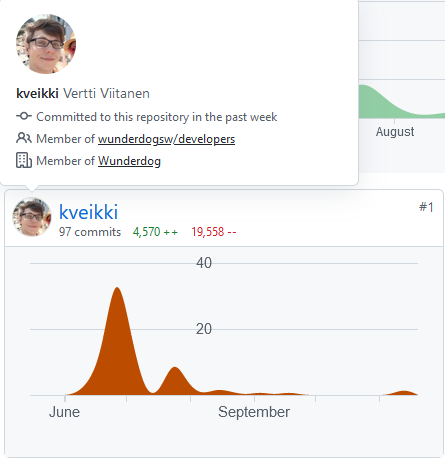 kveikki Vertti Viitanen
Committed to this repository in the past week
Member of wunderdogsw/developers
Member of Wunderdog
August
kveikki
#1
97 commits 4,570 ++ 19,558 --
40
20
June September